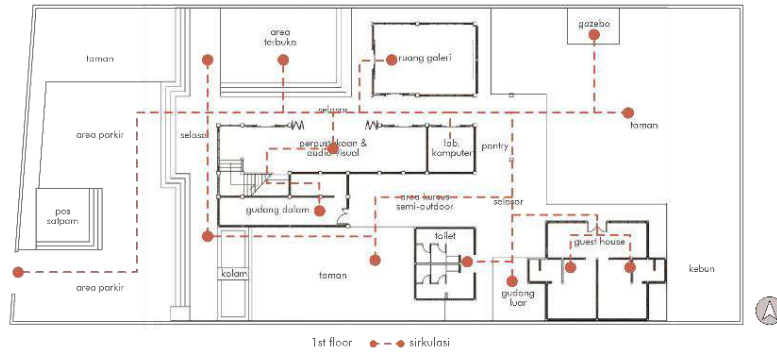 gazebo
area
terbuka
taman
ruang galeri
selasar
taman
area parkir
selasar
perpustakaan &
audio visual
lab.
komputer
pantry
area kursus
semi-outdoor
selasar
pos
satpam
gudang dalam
toilet
guest house
kolam
taman
kebun
area parkir
gudang
luar
1st floor
sirkulasi
A